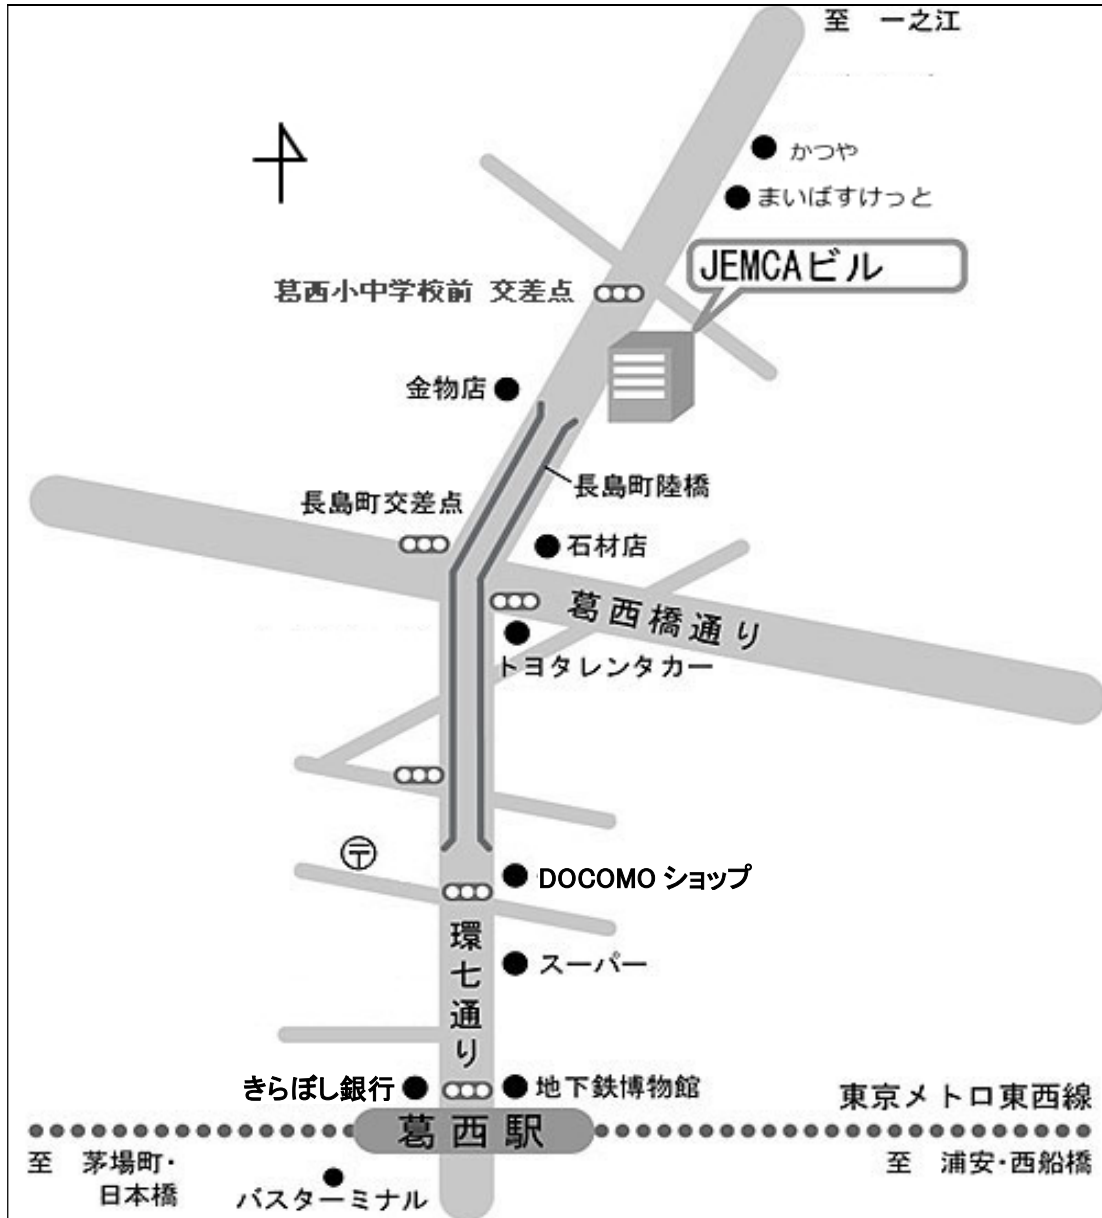 至 一之江
かつや
まいばすけっと
JEMCAビル
葛西小中学校前 交差点
金物店
長島町陸橋
長島町交差点
石材店
葛西橋通り
トヨタレンタカー
〒
DOCOMO ショップ
環七通り
スーパー
きらぼし銀行
地下鉄博物館
東京メトロ東西線
葛西駅
至 茅場町・
日本橋
至 浦安・西船橋
バスターミナル